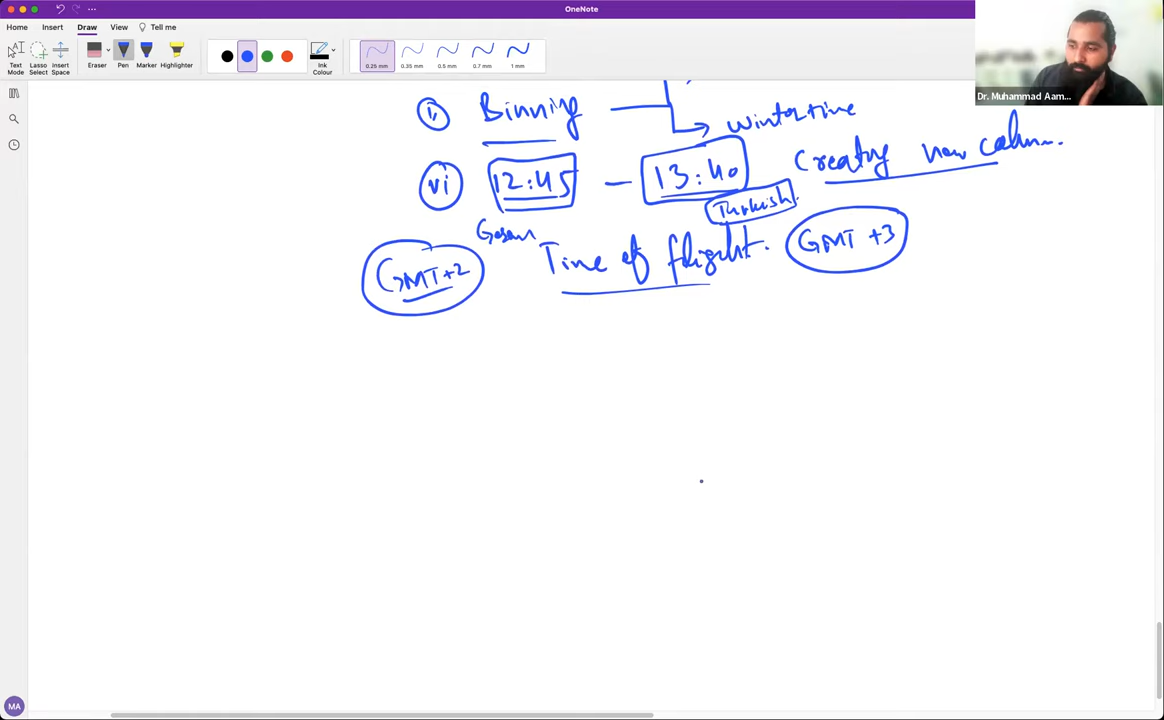 OneNote
Home Insert Draw View Tell me
Text Mode Lasso Select Insert Space Eraser Pen Marker Highlighter Ink Colour 0.25 mm 0.35 mm 0.5 mm 0.7 mm 1 mm
Dr. Muhammad Aam...
Binning
Wintertime
vi 12:45 - 13:40 Creating new
Turkish
Time of flight. GMT +3
GMT+2
MA